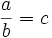 a/b = c